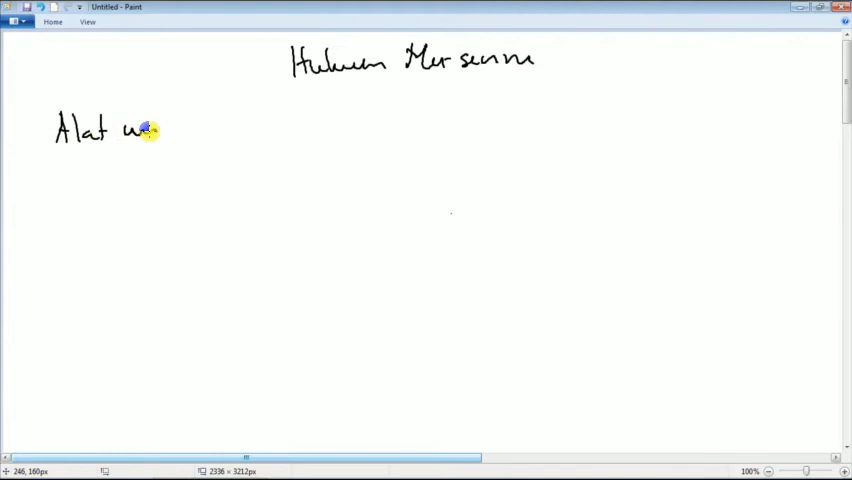 Untitled - Paint
Home View
Hukum Mersenne
Alat
246, 160px 2336 × 3212px 100%